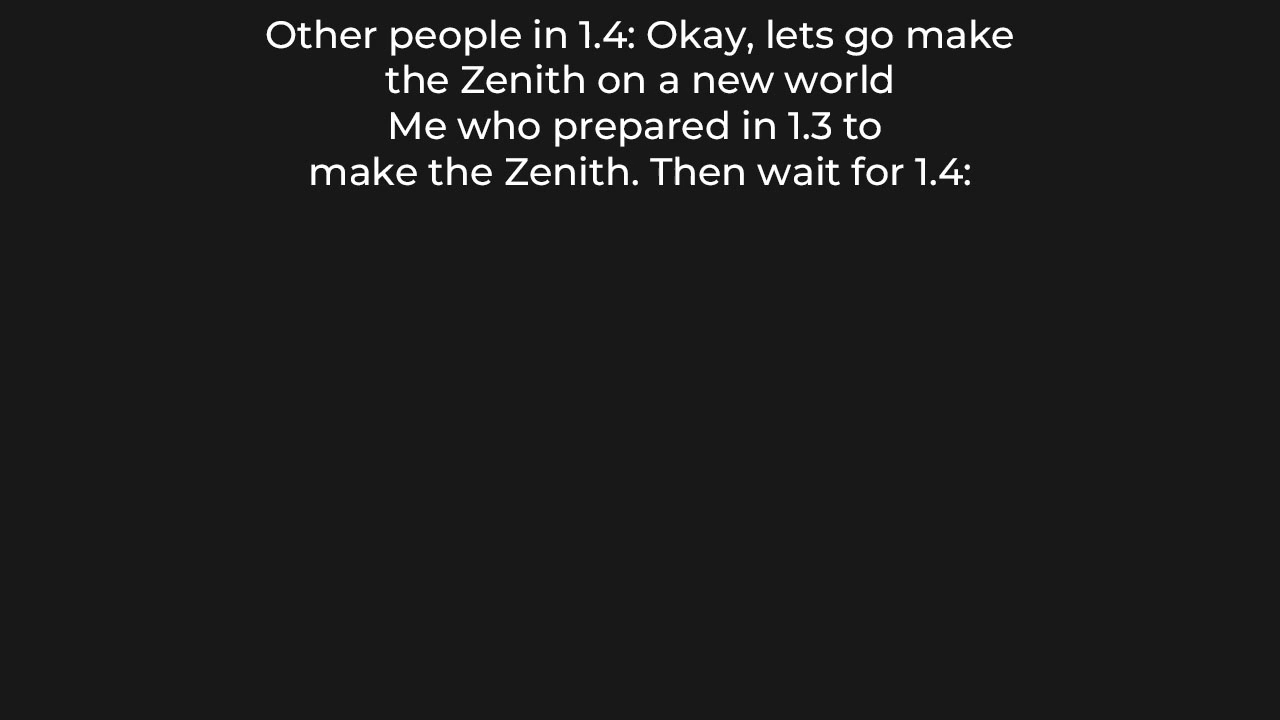 Other people in 1.4: Okay, lets go make
the Zenith on a new world
Me who prepared in 1.3 to
make the Zenith. Then wait for 1.4: